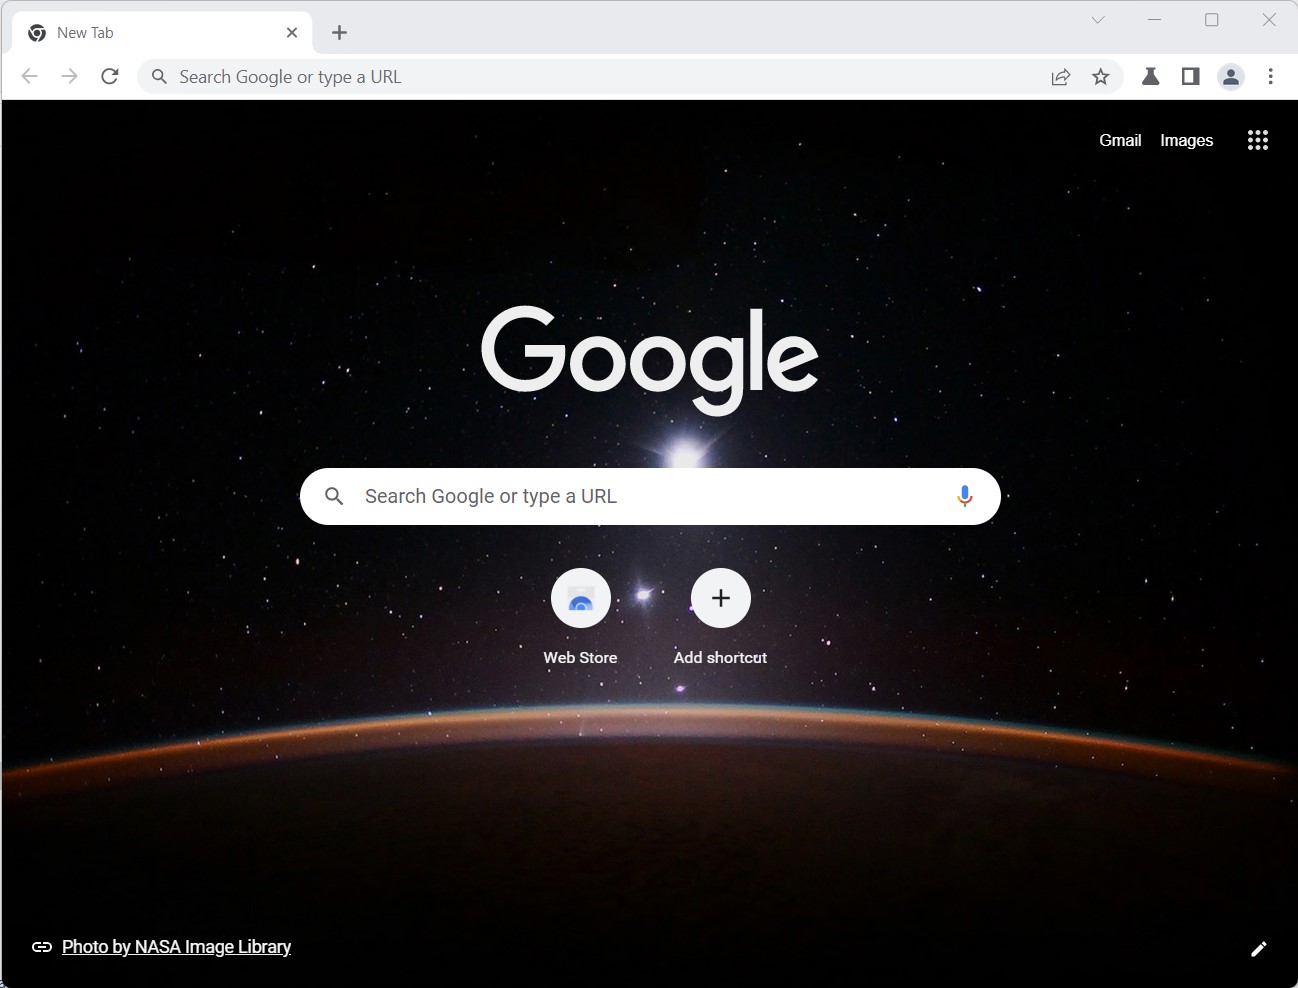 New Tab
Search Google or type a URL
Gmail Images
Google
Search Google or type a URL
Web Store Add shortcut
Photo by NASA Image Library